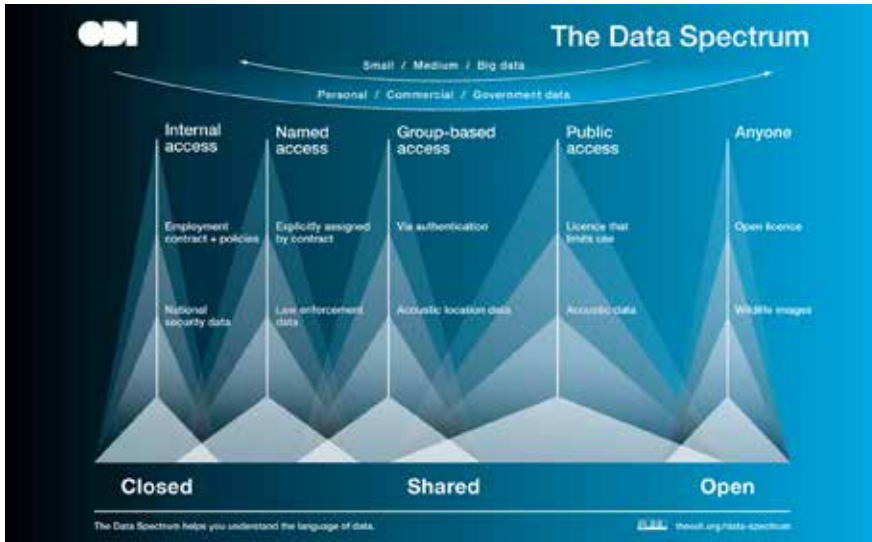 ODI
The Data Spectrum
Small / Medium / Big data
Personal / Commercial / Government data
Internal
access
Named
access
Group-based
access
Public
access
Anyone
Employment
contract + policies
Explicitly assigned
by contract
Via authentication
Licence that
limits use
Open licence
National
security data
Law enforcement
data
Acoustic location data
Acoustic data
Wildlife images
Closed
Shared
Open
The Data Spectrum helps you understand the language of data.
theodi.org/data-spectrum